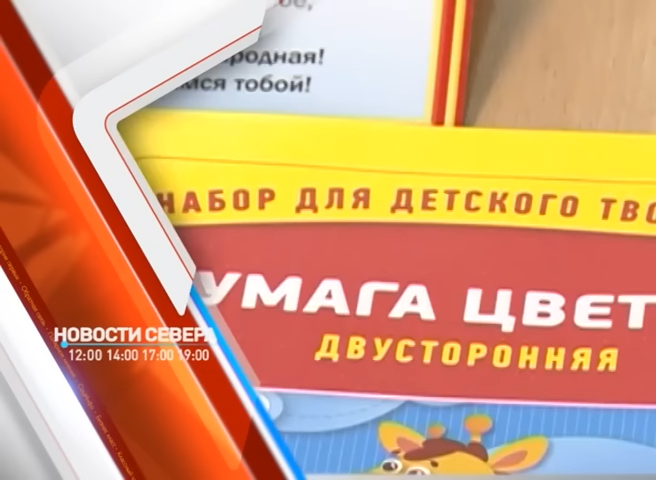 ое,
родная!
мся тобой!
НАБОР ДЛЯ ДЕТСКОГО ТВО
УМАГА ЦВЕТ
ДВУСТОРОННЯЯ
НОВОСТИ СЕВЕРА
12:00 14:00 17:00 19:00